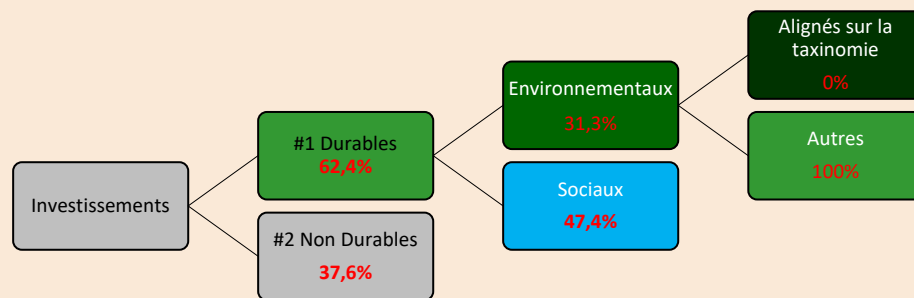 Investissements
#1 Durables
62,4%
#2 Non Durables
37,6%
Environnementaux
31,3%
Sociaux
47,4%
Alignés sur la
taxinomie
0%
Autres
100%